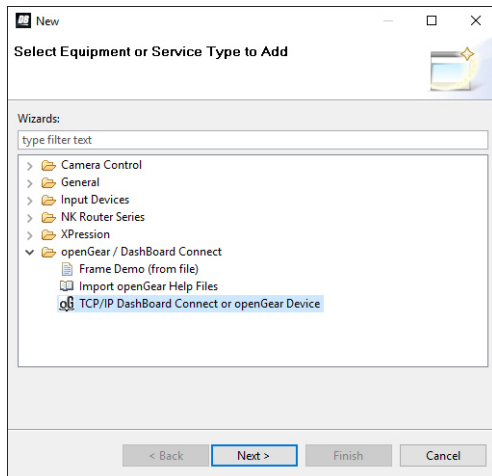 DB New
Select Equipment or Service Type to Add
Wizards:
type filter text
Camera Control
General
Input Devices
NK Router Series
XPression
openGear / DashBoard Connect
Frame Demo (from file)
Import openGear Help Files
oG TCP/IP DashBoard Connect or openGear Device
< Back Next > Finish Cancel